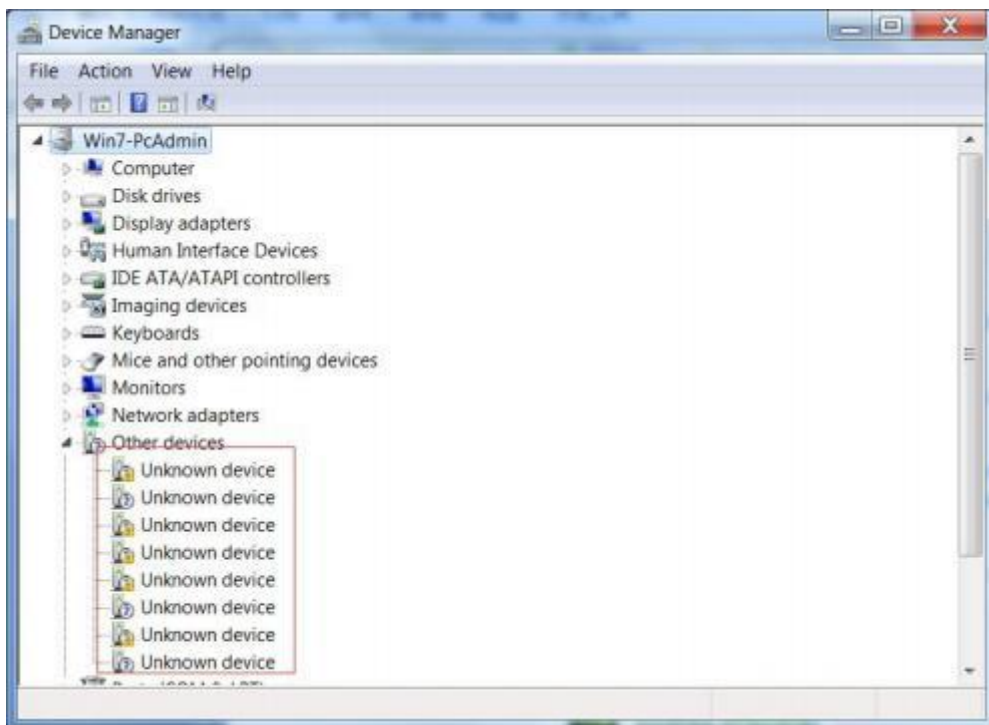 Device Manager
File Action View Help
Win7-PcAdmin
Computer
Disk drives
Display adapters
Human Interface Devices
IDE ATA/ATAPI controllers
Imaging devices
Keyboards
Mice and other pointing devices
Monitors
Network adapters
Other devices
Unknown device
Unknown device
Unknown device
Unknown device
Unknown device
Unknown device
Unknown device
Unknown device